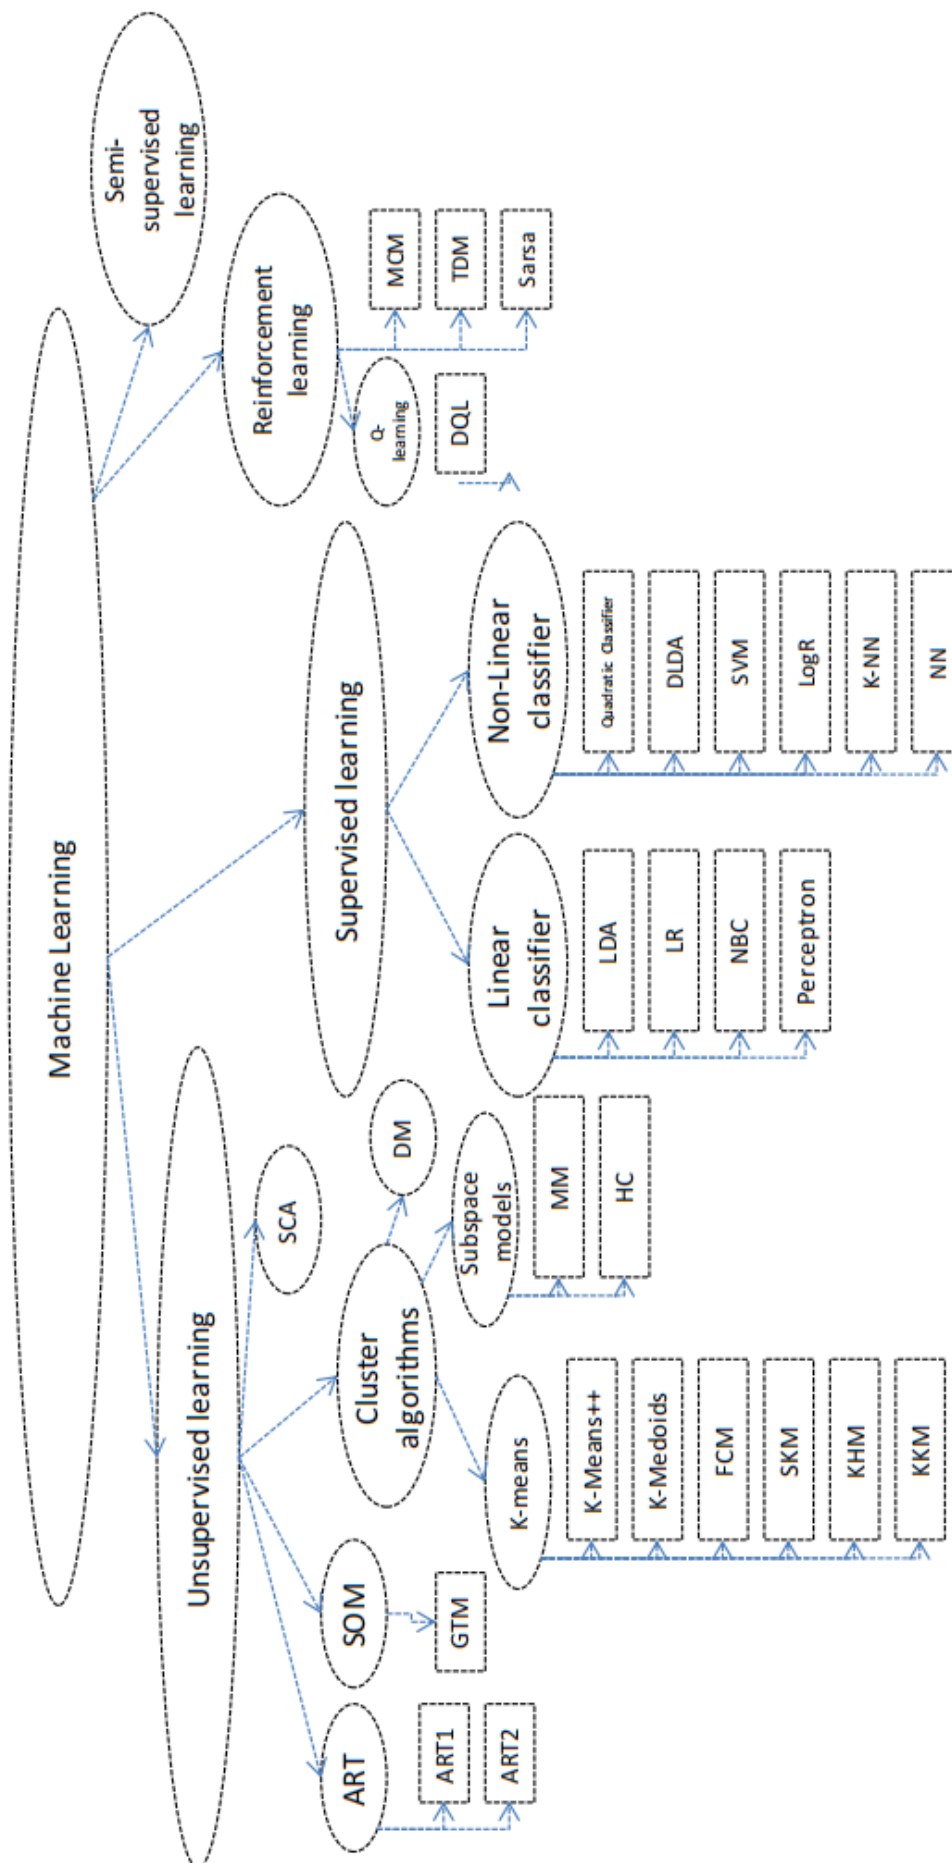 Machine Learning
Unsupervised learning
Supervised learning
Reinforcement
learning
Semi-
supervised
learning
ART
SOM
Cluster
algorithms
SCA
ART1
ART2
GTM
K-means
Subspace
models
DM
K-Means++
K-Medoids
FCM
SKM
KHM
KKM
MM
HC
Linear
classifier
Non-Linear
classifier
LDA
LR
NBC
Perceptron
Quadratic Classifier
DLDA
SVM
LogR
K-NN
NN
Q-
learning
DQL
MCM
TDM
Sarsa